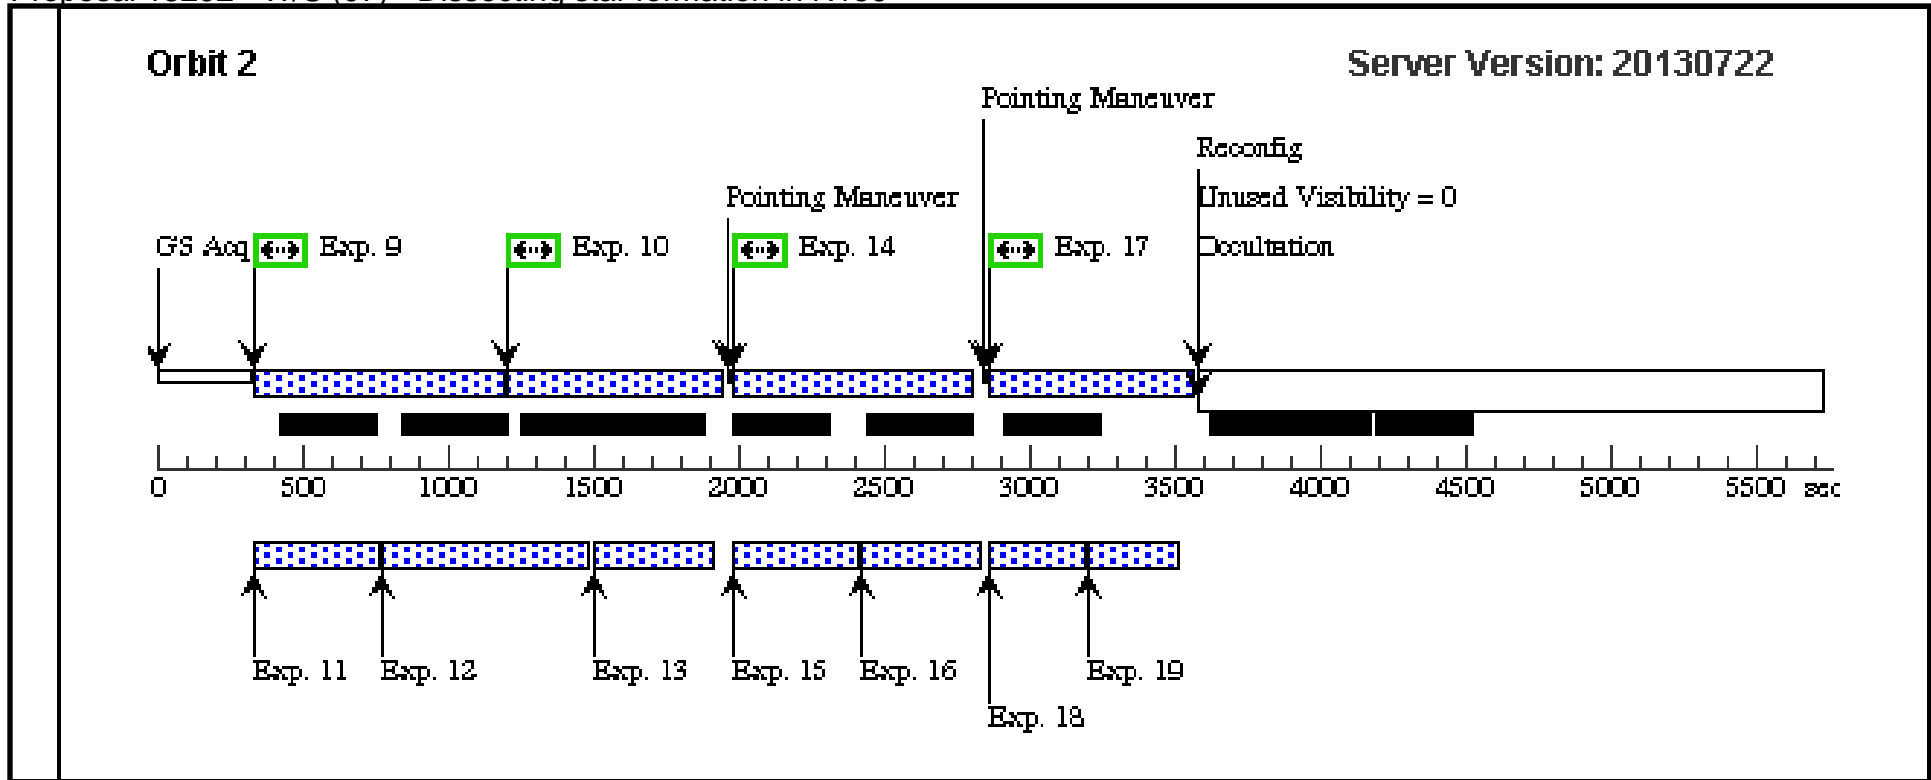 Orbit 2
Server Version: 20130722
Pointing Maneuver
Reconfig
Pointing Maneuver
Unused Visibility = 0
GS Acq
Exp. 9
Exp. 10
Exp. 14
Exp. 17
Occultation
0 500 1000 1500 2000 2500 3000 3500 4000 4500 5000 5500 sec
Exp. 11
Exp. 12
Exp. 13
Exp. 15
Exp. 16
Exp. 19
Exp. 18